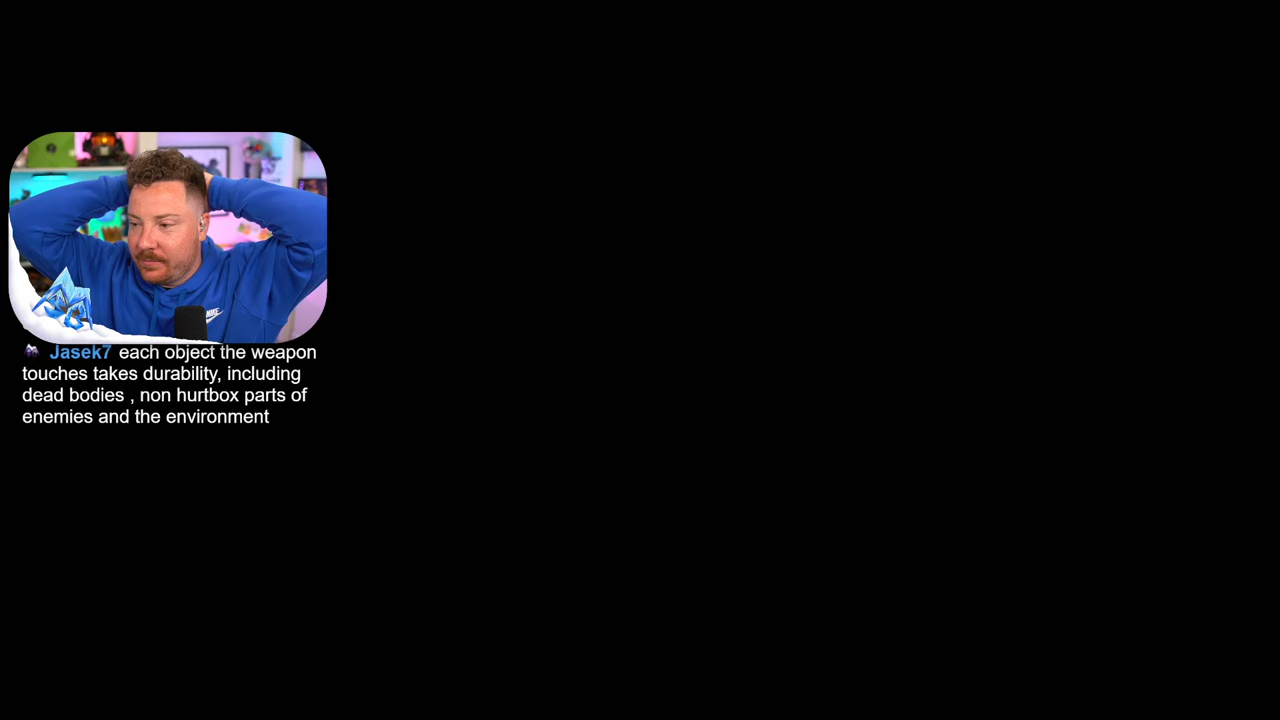 NIKE
Jasek7 each object the weapon
touches takes durability, including
dead bodies , non hurtbox parts of
enemies and the environment